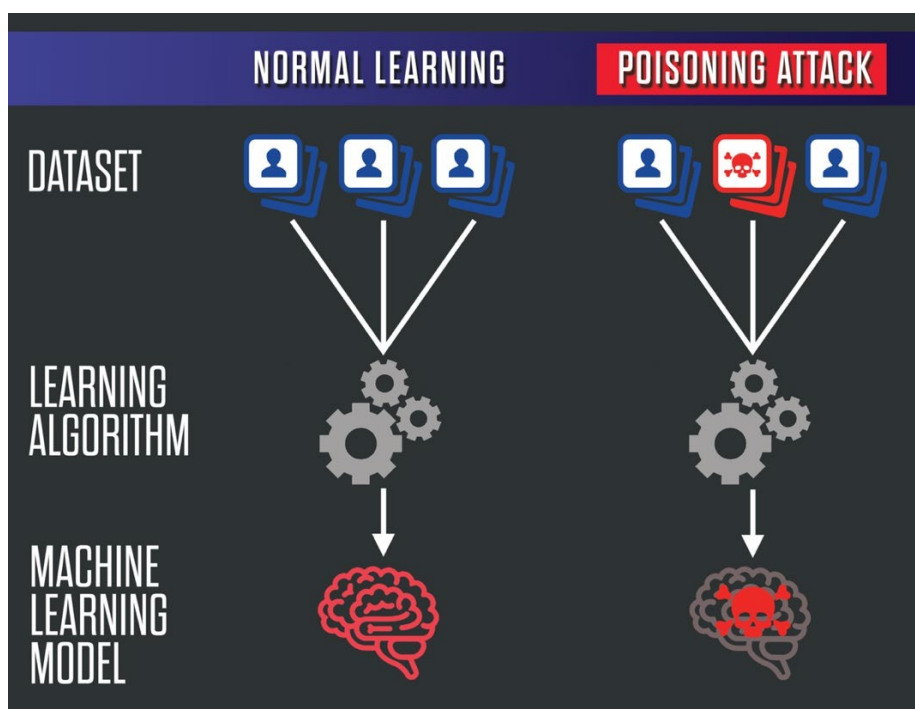 NORMAL LEARNING
POISONING ATTACK
DATASET
LEARNING
ALGORITHM
MACHINE
LEARNING
MODEL